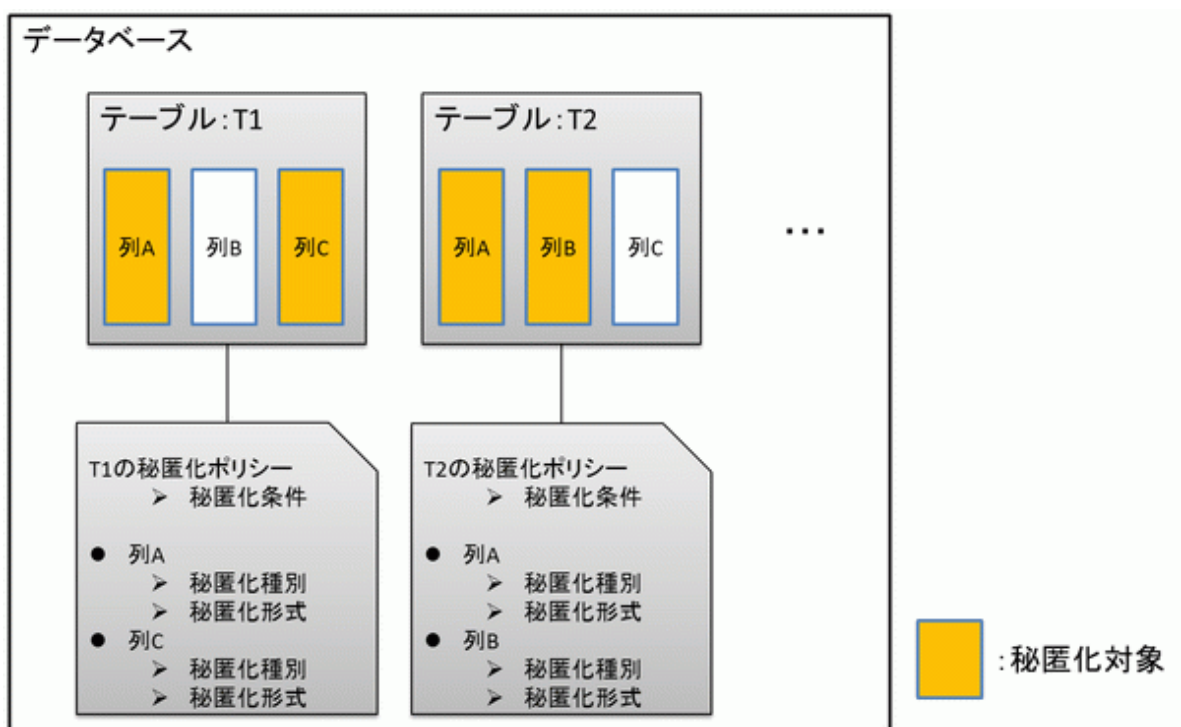 データベース
テーブル:T1
列A
列B
列C
テーブル:T2
列A
列B
列C
...
T1の秘匿化ポリシー
➢ 秘匿化条件
● 列A
➢ 秘匿化種別
➢ 秘匿化形式
● 列C
➢ 秘匿化種別
➢ 秘匿化形式
T2の秘匿化ポリシー
➢ 秘匿化条件
● 列A
➢ 秘匿化種別
➢ 秘匿化形式
● 列B
➢ 秘匿化種別
➢ 秘匿化形式
:秘匿化対象